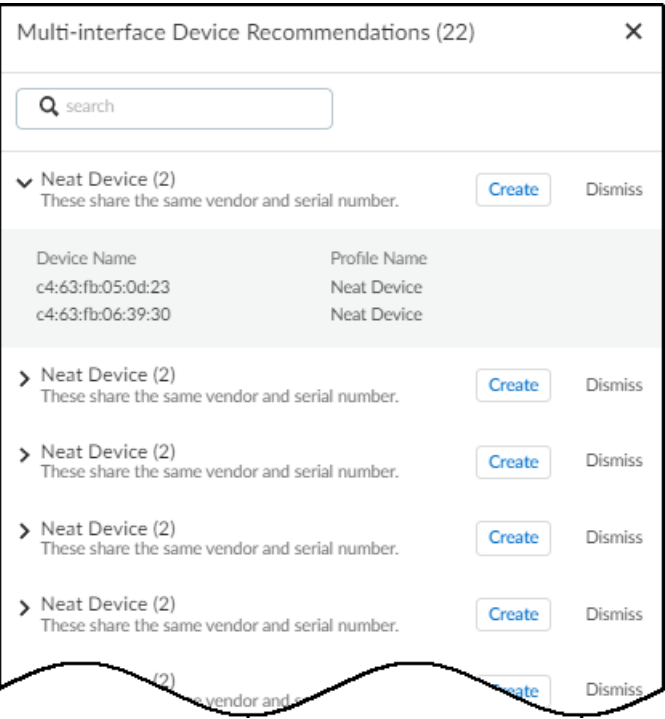 Multi-interface Device Recommendations (22)
search
Neat Device (2)
These share the same vendor and serial number.
Create
Dismiss
Device Name Profile Name
c4:63:fb:05:0d:23 Neat Device
c4:63:fb:06:39:30 Neat Device
Neat Device (2)
These share the same vendor and serial number.
Create
Dismiss
Neat Device (2)
These share the same vendor and serial number.
Create
Dismiss
Neat Device (2)
These share the same vendor and serial number.
Create
Dismiss
Neat Device (2)
These share the same vendor and serial number.
Create
Dismiss
(2)
vendor and
Dismiss